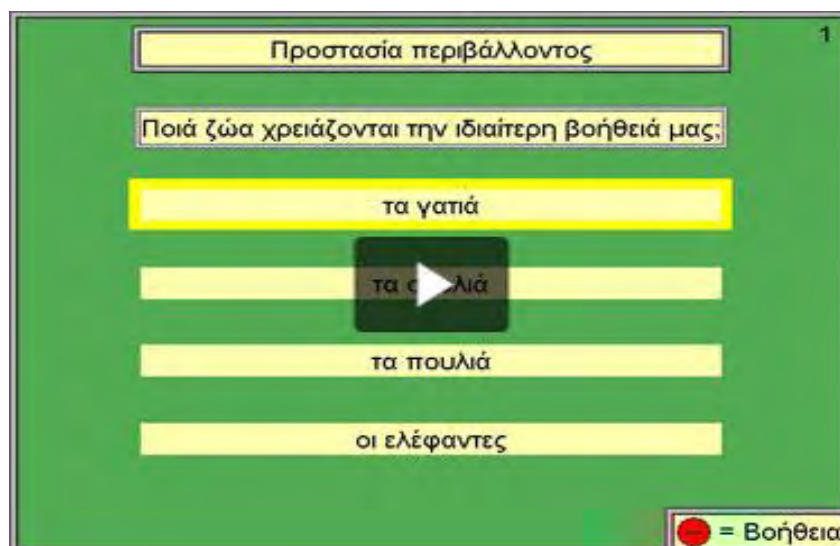 Προστασία περιβάλλοντος
1
Ποιά ζώα χρειάζονται την ιδιαίτερη βοήθειά μας;
τα γατιά
τα
τα πουλιά
οι ελέφαντες
= Βοήθεια